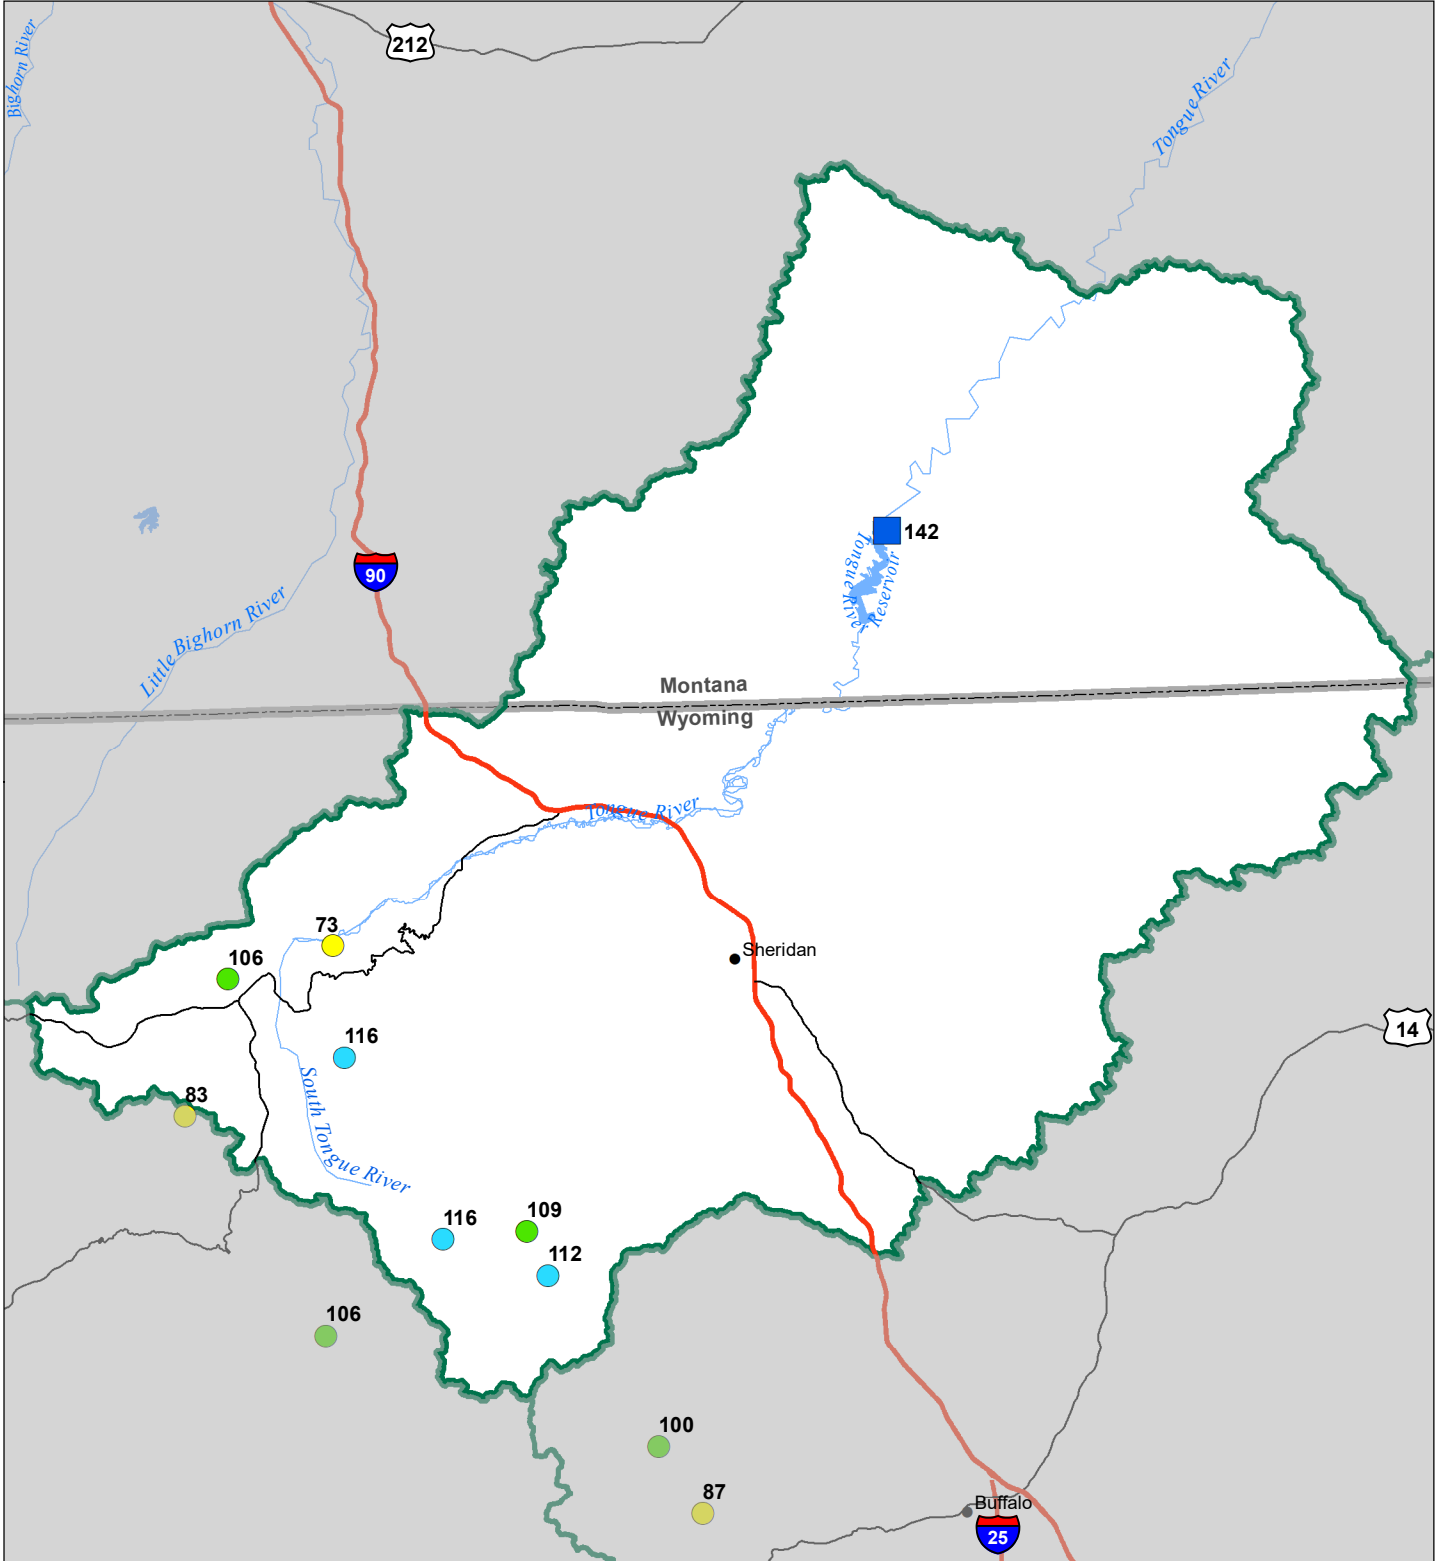 212
Bighorn River
Tongue River
142
Tongue River
Reservoir
90
Little Bighorn River
Montana
Wyoming
Tongue River
73
Sheridan
106
14
116
83
South Tongue River
116
109
112
106
100
87
Buffalo
25